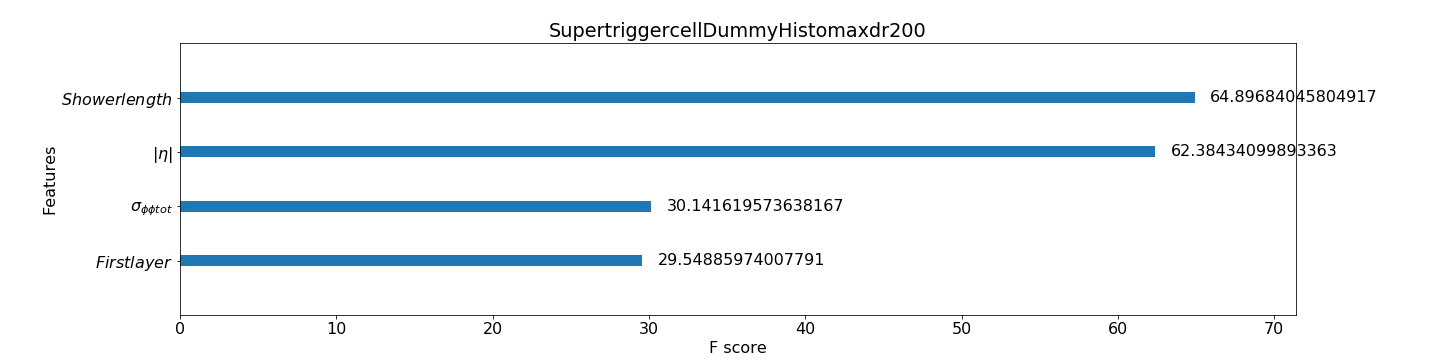 SupertriggercellDummyHistomaxdr200
Showerlength
64.89684045804917
|η|
62.38434099893363
σϕϕtot
30.141619573638167
Firstlayer
29.54885974007791
Features
0 10 20 30 40 50 60 70
F score